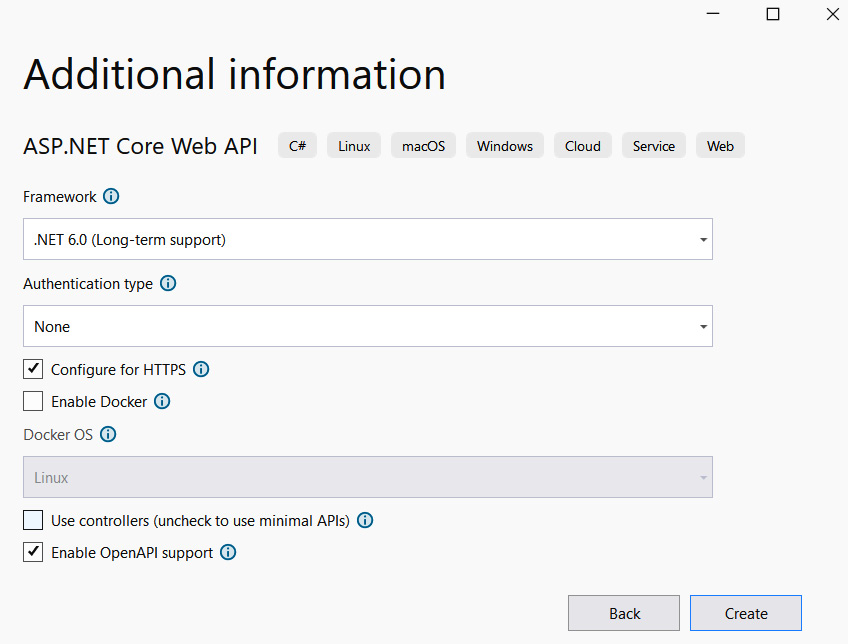 Additional information
ASP.NET Core Web API C# Linux macOS Windows Cloud Service Web
Framework
.NET 6.0 (Long-term support)
Authentication type
None
Configure for HTTPS
Enable Docker
Docker OS
Linux
Use controllers (uncheck to use minimal APIs)
Enable OpenAPI support
Back Create